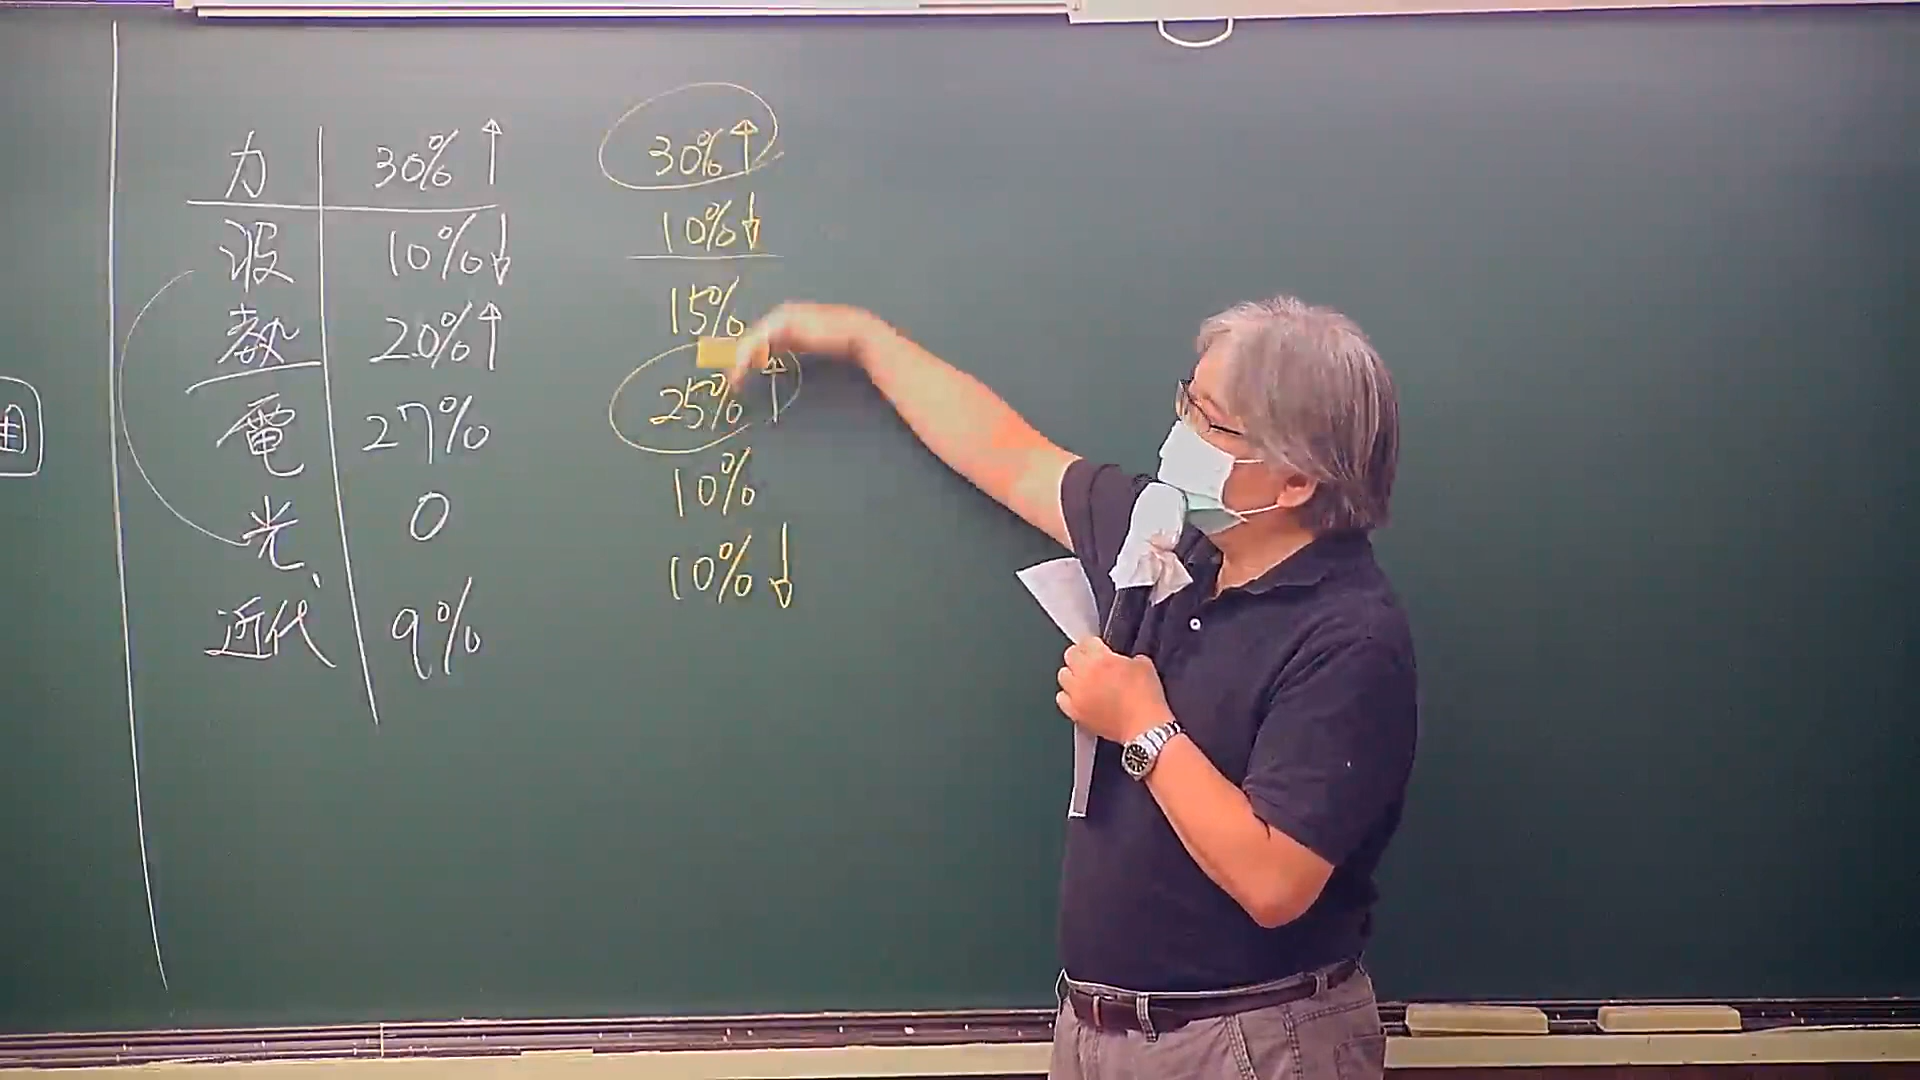 力 30%↑ 30%↑
波 10%↓ 10%↓
熱 20%↑ 15%
電 27% 25%↑
光 0 10%
近代 9% 10%↓